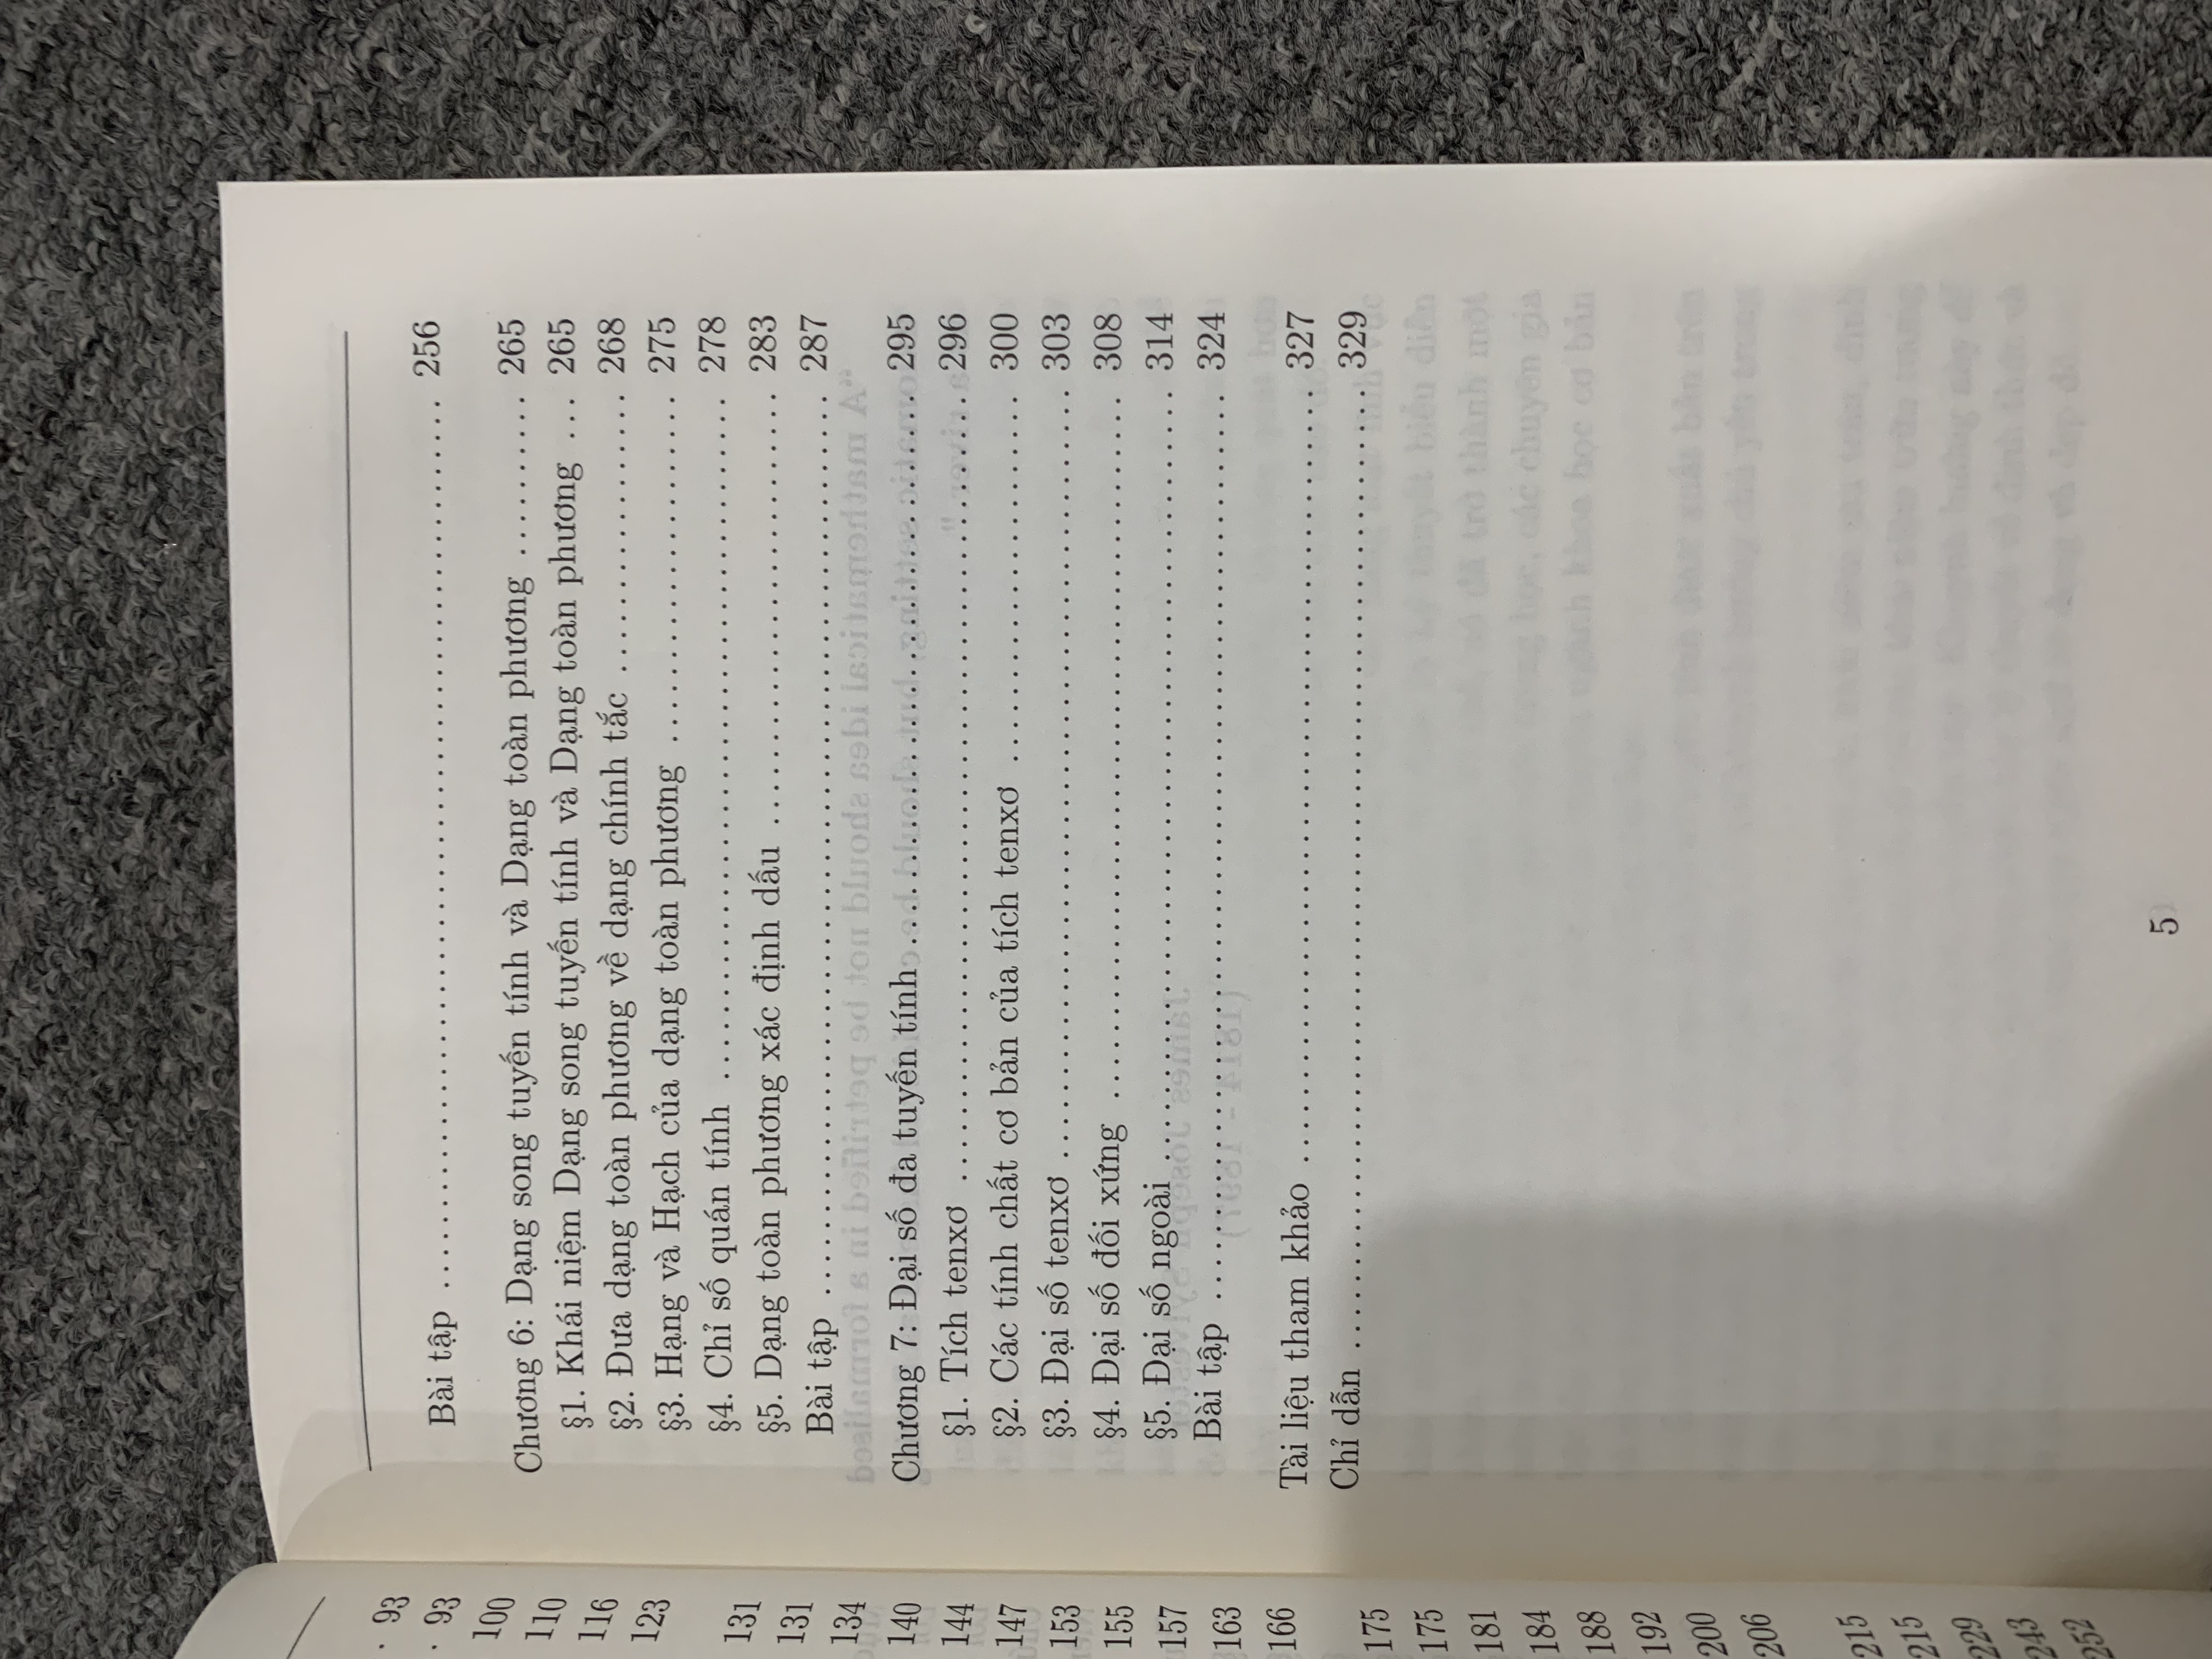 Bài tập ........................................ 256
Chương 6: Dạng song tuyến tính và Dạng toàn phương ......... 265
§1. Khái niệm Dạng song tuyến tính và Dạng toàn phương ... 265
§2. Đưa dạng toàn phương về dạng chính tắc ............... 268
§3. Hạng và Hạch của dạng toàn phương .................. 275
§4. Chỉ số quán tính .................................... 278
§5. Dạng toàn phương xác định dấu ...................... 283
Bài tập ........................................ 287
Chương 7: Đại số đa tuyến tính ............................. 295
§1. Tích tenxơ ......................................... 296
§2. Các tính chất cơ bản của tích tenxơ ................... 300
§3. Đại số tenxơ ........................................ 303
§4. Đại số đối xứng ..................................... 308
§5. Đại số ngoài ........................................ 314
Bài tập ........................................ 324
Tài liệu tham khảo ........................................ 327
Chỉ dẫn ................................................ 329
5
. 93
. 93
100
110
116
123
131
131
134
140
144
147
153
155
157
163
166
175
175
181
184
188
192
200
206
215
215
229
243
252